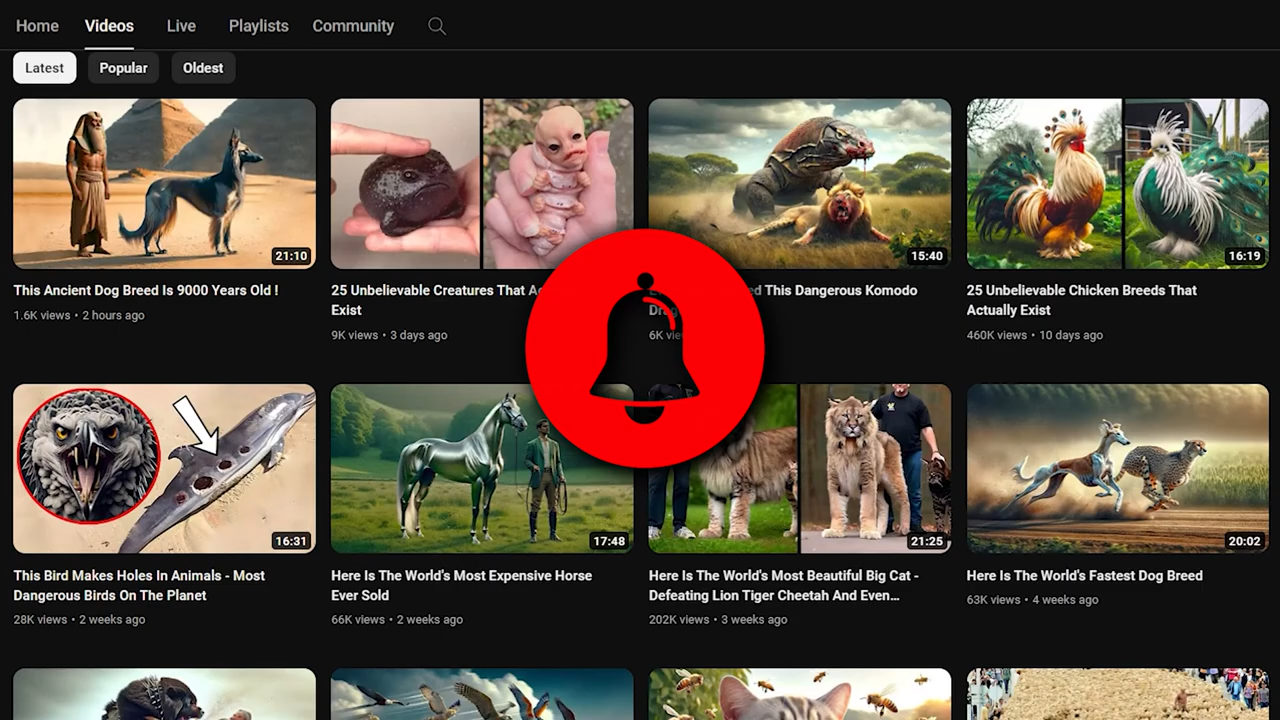 Home Videos Live Playlists Community
Latest Popular Oldest
21:10
15:40
16:19
This Ancient Dog Breed Is 9000 Years Old !
1.6K views • 2 hours ago
25 Unbelievable Creatures That
Exist
9K views • 3 days ago
This Dangerous Komodo
6K
25 Unbelievable Chicken Breeds That
Actually Exist
460K views • 10 days ago
16:31
17:48
21:25
20:02
This Bird Makes Holes In Animals - Most
Dangerous Birds On The Planet
28K views • 2 weeks ago
Here Is The World's Most Expensive Horse
Ever Sold
66K views • 2 weeks ago
Here Is The World's Most Beautiful Big Cat -
Defeating Lion Tiger Cheetah And Even...
202K views • 3 weeks ago
Here Is The World's Fastest Dog Breed
63K views • 4 weeks ago